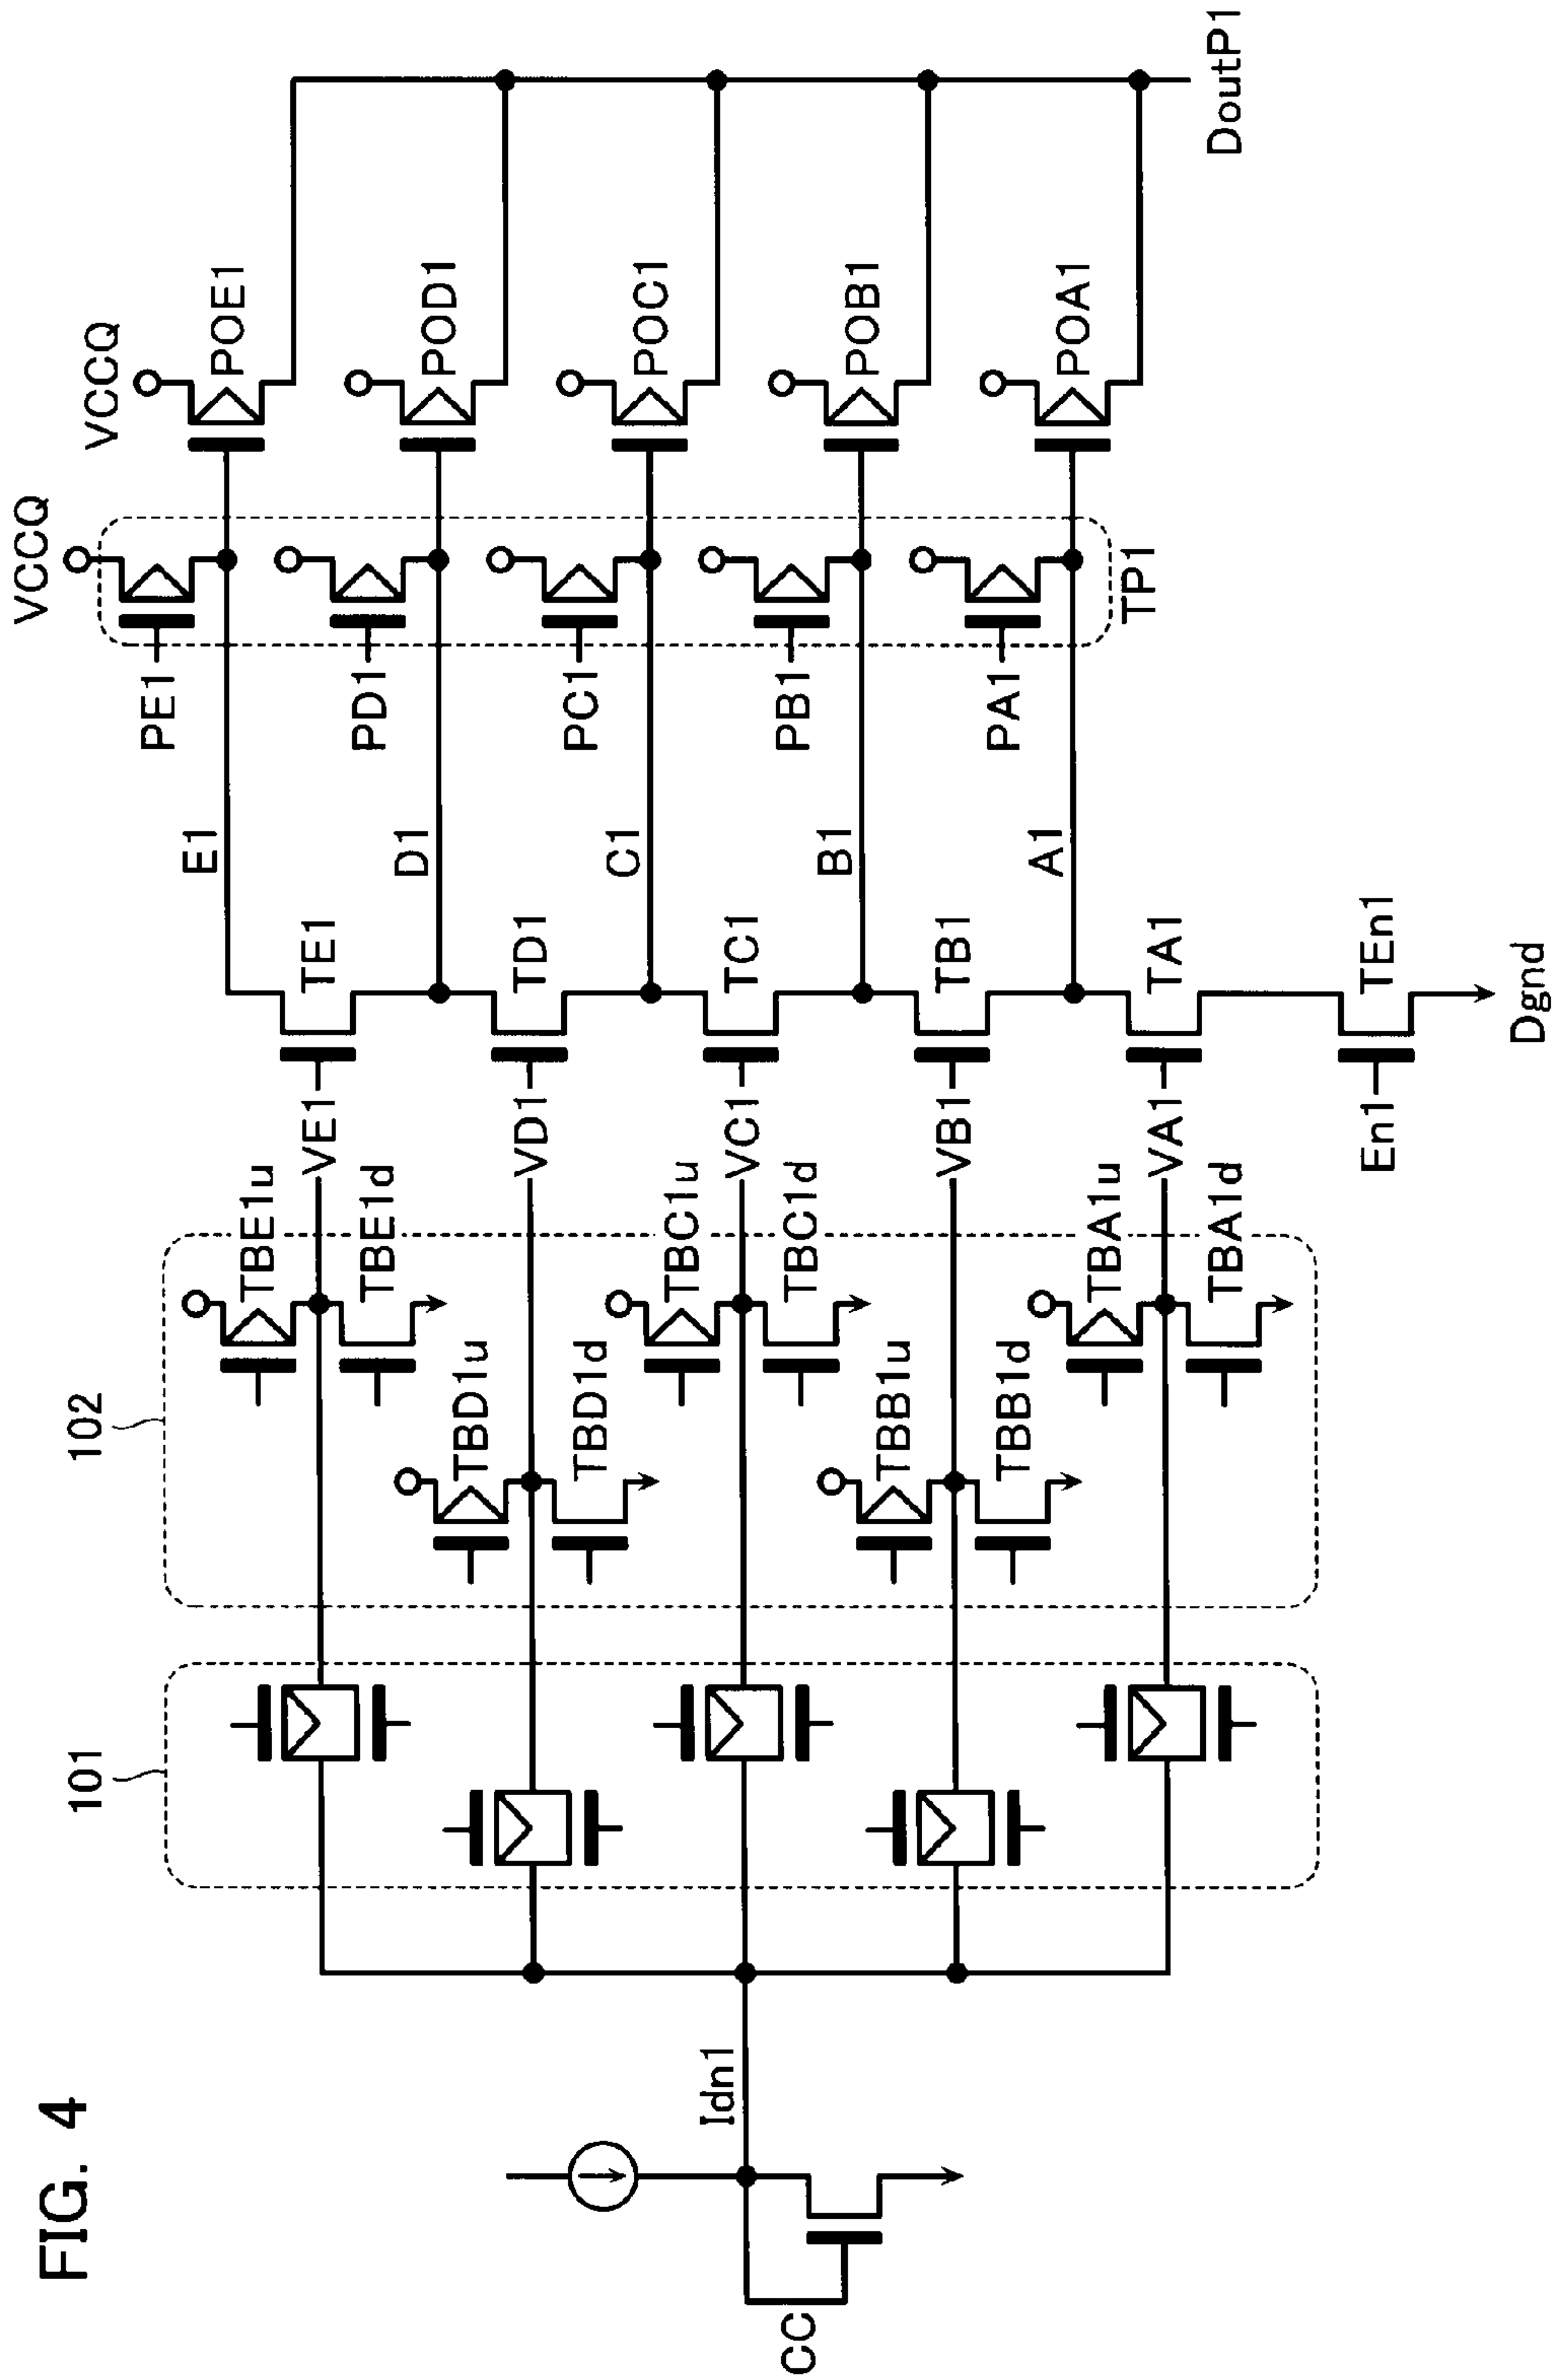 FIG. 4
VCCQ
VCCQ
PE1
POE1
E1
TE1
VE1
TBE1u
TBE1d
PD1
POD1
D1
TD1
VD1
TBD1u
TBD1d
PC1
POC1
C1
TC1
VC1
TBC1u
TBC1d
PB1
POB1
B1
TB1
VB1
TBB1u
TBB1d
PA1
POA1
A1
TA1
VA1
TBA1u
TBA1d
TP1
DoutP1
En1
TEn1
Dgnd
102
101
Idn1
CC